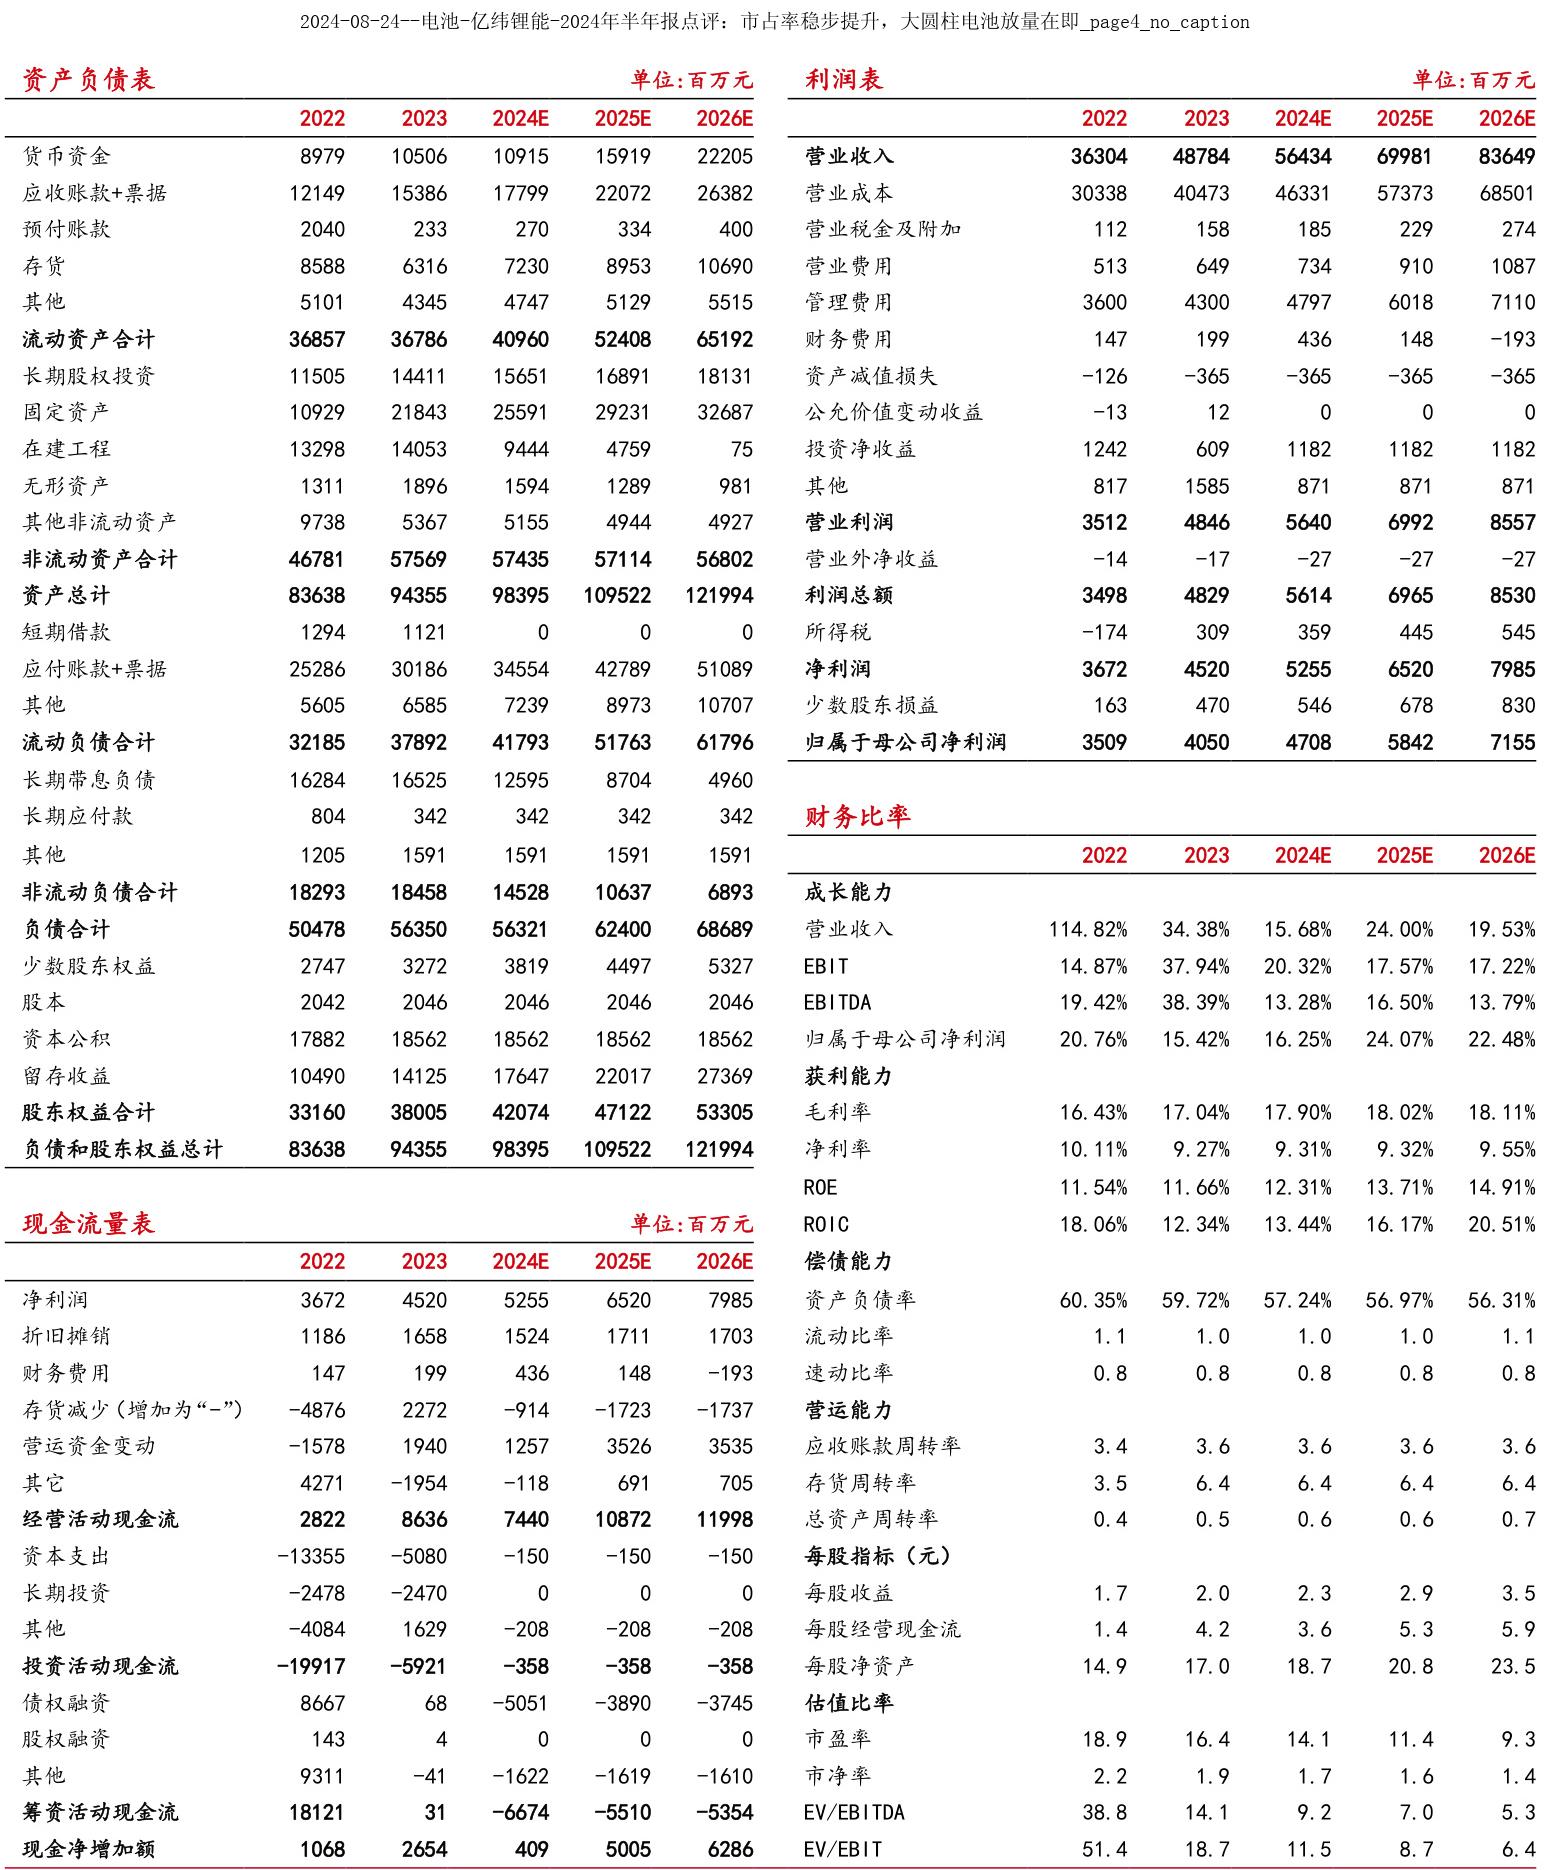 2024-08-24--电池-亿纬锂能-2024年半年报点评：市占率稳步提升，大圆柱电池放量在即_page4_no_caption
资产负债表 单位:百万元
2022 2023 2024E 2025E 2026E
货币资金 8979 10506 10915 15919 22205
应收账款+票据 12149 15386 17799 22072 26382
预付账款 2040 233 270 334 400
存货 8588 6316 7230 8953 10690
其他 5101 4345 4747 5129 5515
流动资产合计 36857 36786 40960 52408 65192
长期股权投资 11505 14411 15651 16891 18131
固定资产 10929 21843 25591 29231 32687
在建工程 13298 14053 9444 4759 75
无形资产 1311 1896 1594 1289 981
其他非流动资产 9738 5367 5155 4944 4927
非流动资产合计 46781 57569 57435 57114 56802
资产总计 83638 94355 98395 109522 121994
短期借款 1294 1121 0 0 0
应付账款+票据 25286 30186 34554 42789 51089
其他 5605 6585 7239 8973 10707
流动负债合计 32185 37892 41793 51763 61796
长期带息负债 16284 16525 12595 8704 4960
长期应付款 804 342 342 342 342
其他 1205 1591 1591 1591 1591
非流动负债合计 18293 18458 14528 10637 6893
负债合计 50478 56350 56321 62400 68689
少数股东权益 2747 3272 3819 4497 5327
股本 2042 2046 2046 2046 2046
资本公积 17882 18562 18562 18562 18562
留存收益 10490 14125 17647 22017 27369
股东权益合计 33160 38005 42074 47122 53305
负债和股东权益总计 83638 94355 98395 109522 121994
现金流量表 单位:百万元
2022 2023 2024E 2025E 2026E
净利润 3672 4520 5255 6520 7985
折旧摊销 1186 1658 1524 1711 1703
财务费用 147 199 436 148 -193
存货减少(增加为“-”) -4876 2272 -914 -1723 -1737
营运资金变动 -1578 1940 1257 3526 3535
其它 4271 -1954 -118 691 705
经营活动现金流 2822 8636 7440 10872 11998
资本支出 -13355 -5080 -150 -150 -150
长期投资 -2478 -2470 0 0 0
其他 -4084 1629 -208 -208 -208
投资活动现金流 -19917 -5921 -358 -358 -358
债权融资 8667 68 -5051 -3890 -3745
股权融资 143 4 0 0 0
其他 9311 -41 -1622 -1619 -1610
筹资活动现金流 18121 31 -6674 -5510 -5354
现金净增加额 1068 2654 409 5005 6286
利润表 单位:百万元
2022 2023 2024E 2025E 2026E
营业收入 36304 48784 56434 69981 83649
营业成本 30338 40473 46331 57373 68501
营业税金及附加 112 158 185 229 274
营业费用 513 649 734 910 1087
管理费用 3600 4300 4797 6018 7110
财务费用 147 199 436 148 -193
资产减值损失 -126 -365 -365 -365 -365
公允价值变动收益 -13 12 0 0 0
投资净收益 1242 609 1182 1182 1182
其他 817 1585 871 871 871
营业利润 3512 4846 5640 6992 8557
营业外净收益 -14 -17 -27 -27 -27
利润总额 3498 4829 5614 6965 8530
所得税 -174 309 359 445 545
净利润 3672 4520 5255 6520 7985
少数股东损益 163 470 546 678 830
归属于母公司净利润 3509 4050 4708 5842 7155
财务比率
2022 2023 2024E 2025E 2026E
成长能力
营业收入 114.82% 34.38% 15.68% 24.00% 19.53%
EBIT 14.87% 37.94% 20.32% 17.57% 17.22%
EBITDA 19.42% 38.39% 13.28% 16.50% 13.79%
归属于母公司净利润 20.76% 15.42% 16.25% 24.07% 22.48%
获利能力
毛利率 16.43% 17.04% 17.90% 18.02% 18.11%
净利率 10.11% 9.27% 9.31% 9.32% 9.55%
ROE 11.54% 11.66% 12.31% 13.71% 14.91%
ROIC 18.06% 12.34% 13.44% 16.17% 20.51%
偿债能力
资产负债率 60.35% 59.72% 57.24% 56.97% 56.31%
流动比率 1.1 1.0 1.0 1.0 1.1
速动比率 0.8 0.8 0.8 0.8 0.8
营运能力
应收账款周转率 3.4 3.6 3.6 3.6 3.6
存货周转率 3.5 6.4 6.4 6.4 6.4
总资产周转率 0.4 0.5 0.6 0.6 0.7
每股指标（元）
每股收益 1.7 2.0 2.3 2.9 3.5
每股经营现金流 1.4 4.2 3.6 5.3 5.9
每股净资产 14.9 17.0 18.7 20.8 23.5
估值比率
市盈率 18.9 16.4 14.1 11.4 9.3
市净率 2.2 1.9 1.7 1.6 1.4
EV/EBITDA 38.8 14.1 9.2 7.0 5.3
EV/EBIT 51.4 18.7 11.5 8.7 6.4